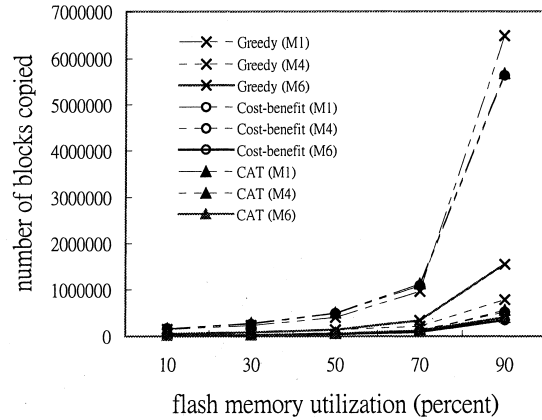 7000000
6000000
5000000
4000000
3000000
2000000
1000000
0
number of blocks copied
Greedy (M1)
Greedy (M4)
Greedy (M6)
Cost-benefit (M1)
Cost-benefit (M4)
Cost-benefit (M6)
CAT (M1)
CAT (M4)
CAT (M6)
10 30 50 70 90
flash memory utilization (percent)